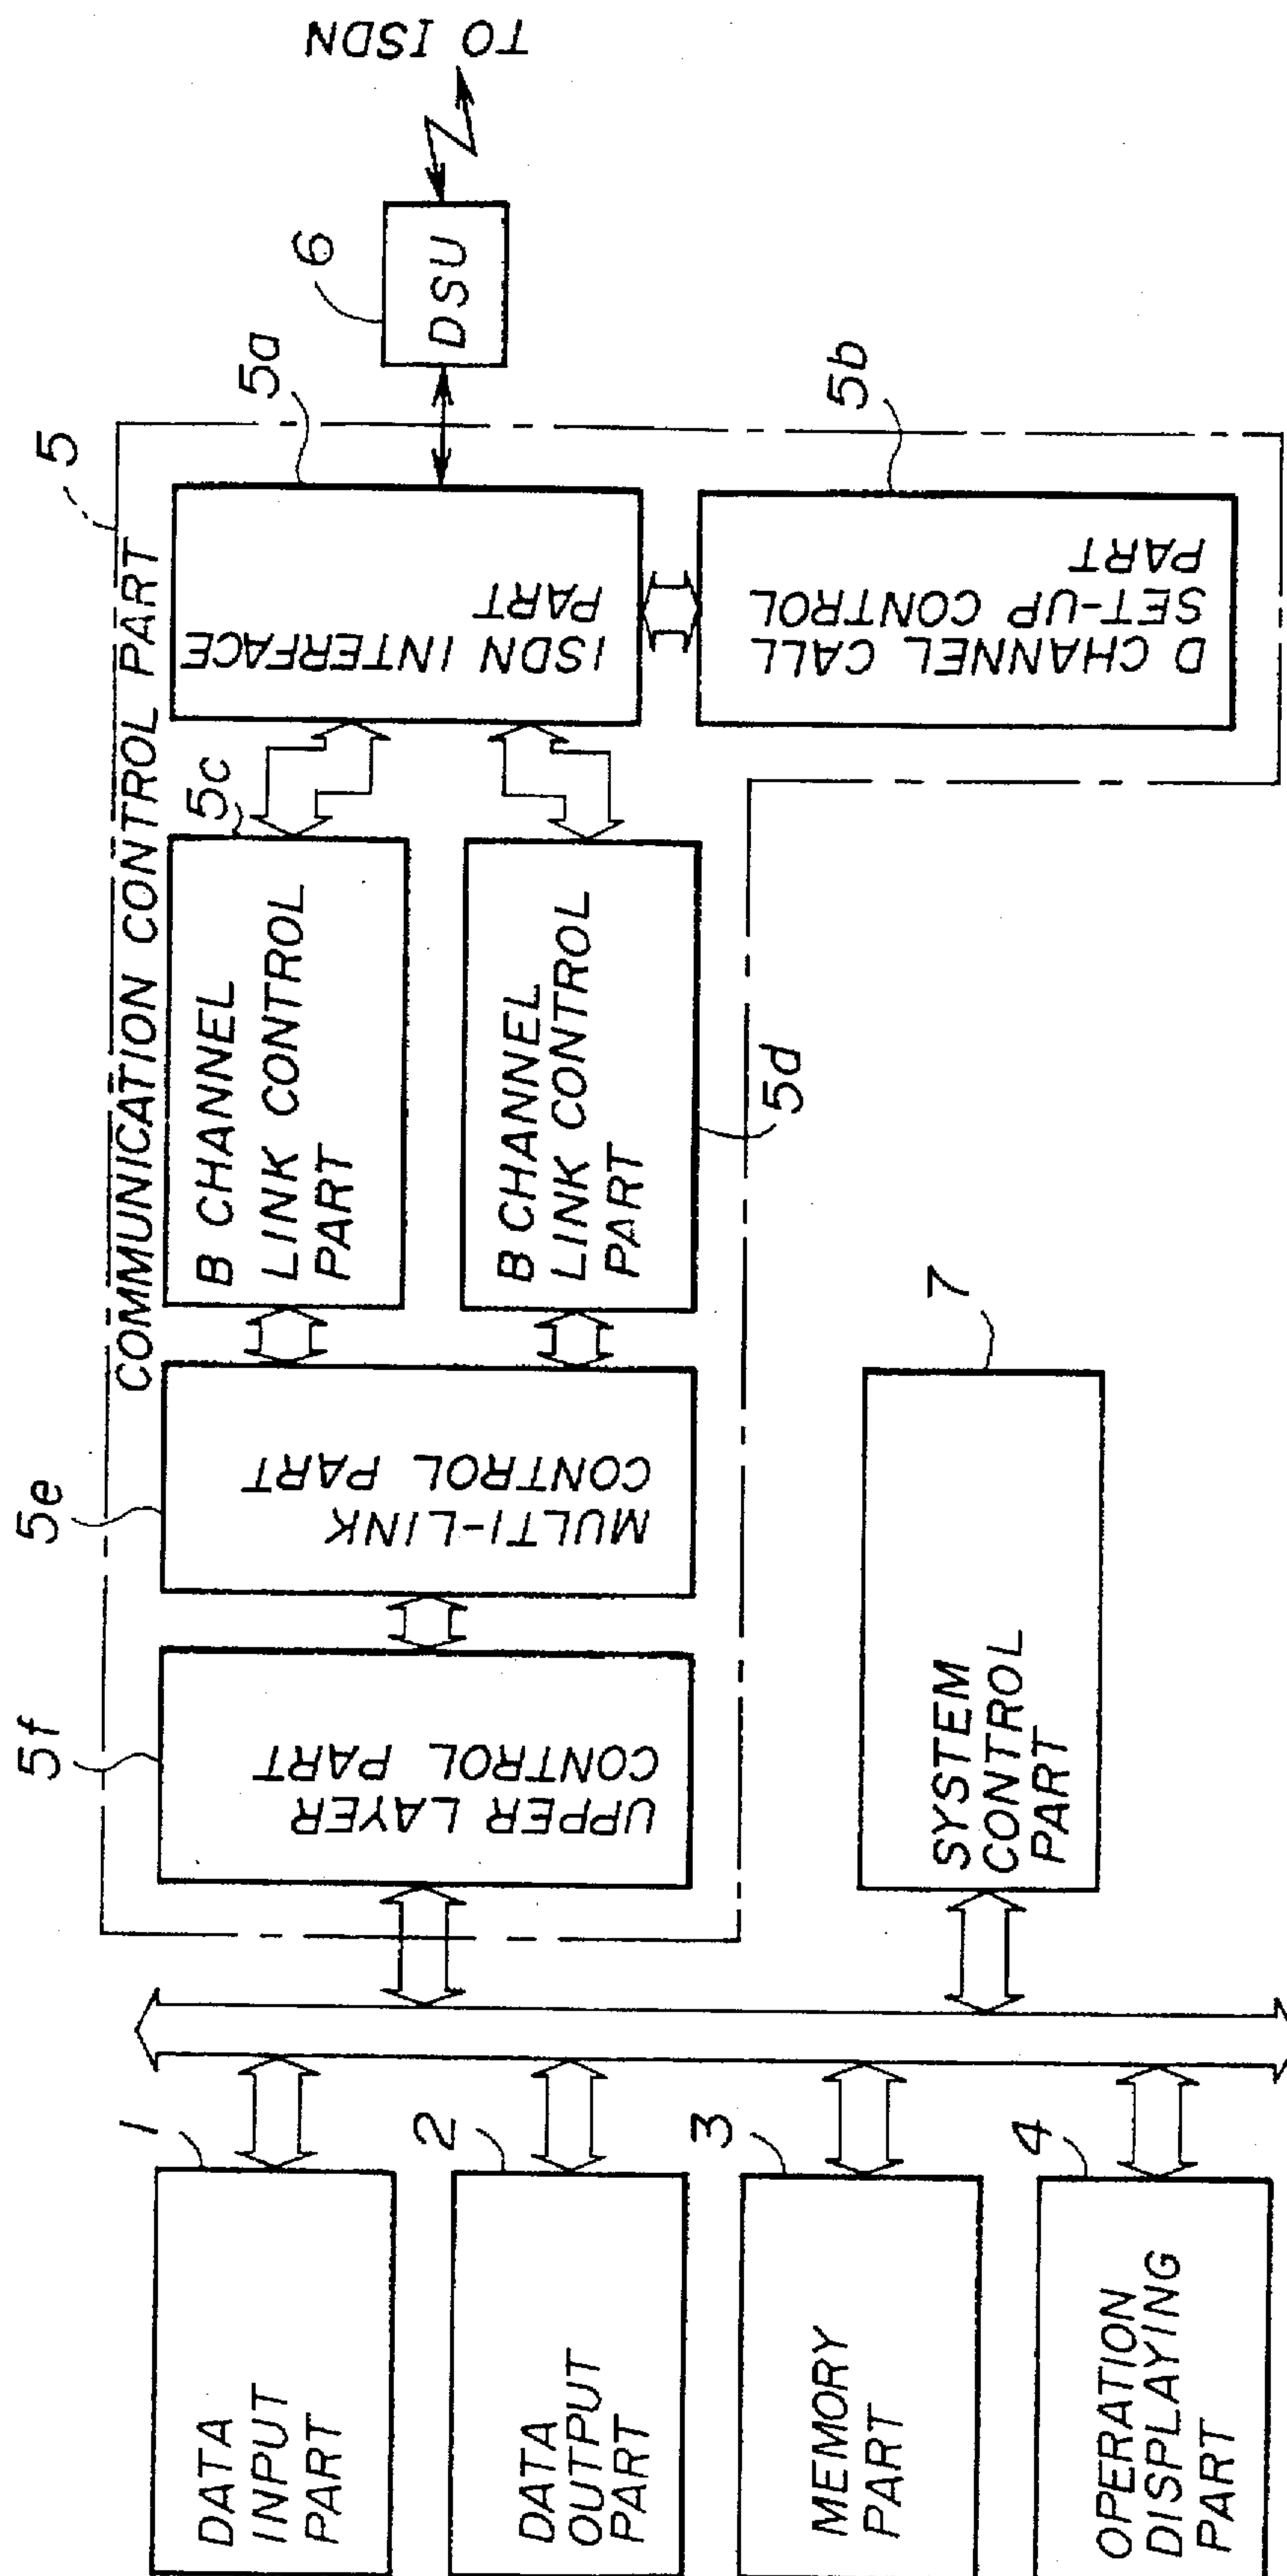 1
DATA
INPUT
PART
2
DATA
OUTPUT
PART
3
MEMORY
PART
4
OPERATION
DISPLAYING
PART
5
COMMUNICATION CONTROL PART
5f
UPPER LAYER
CONTROL PART
5e
MULTI-LINK
CONTROL PART
5c
B CHANNEL
LINK CONTROL
PART
B CHANNEL
LINK CONTROL
PART
5d
5a
ISDN INTERFACE
PART
5b
D CHANNEL CALL
SET-UP CONTROL
PART
6
DSU
TO ISDN
7
SYSTEM
CONTROL
PART